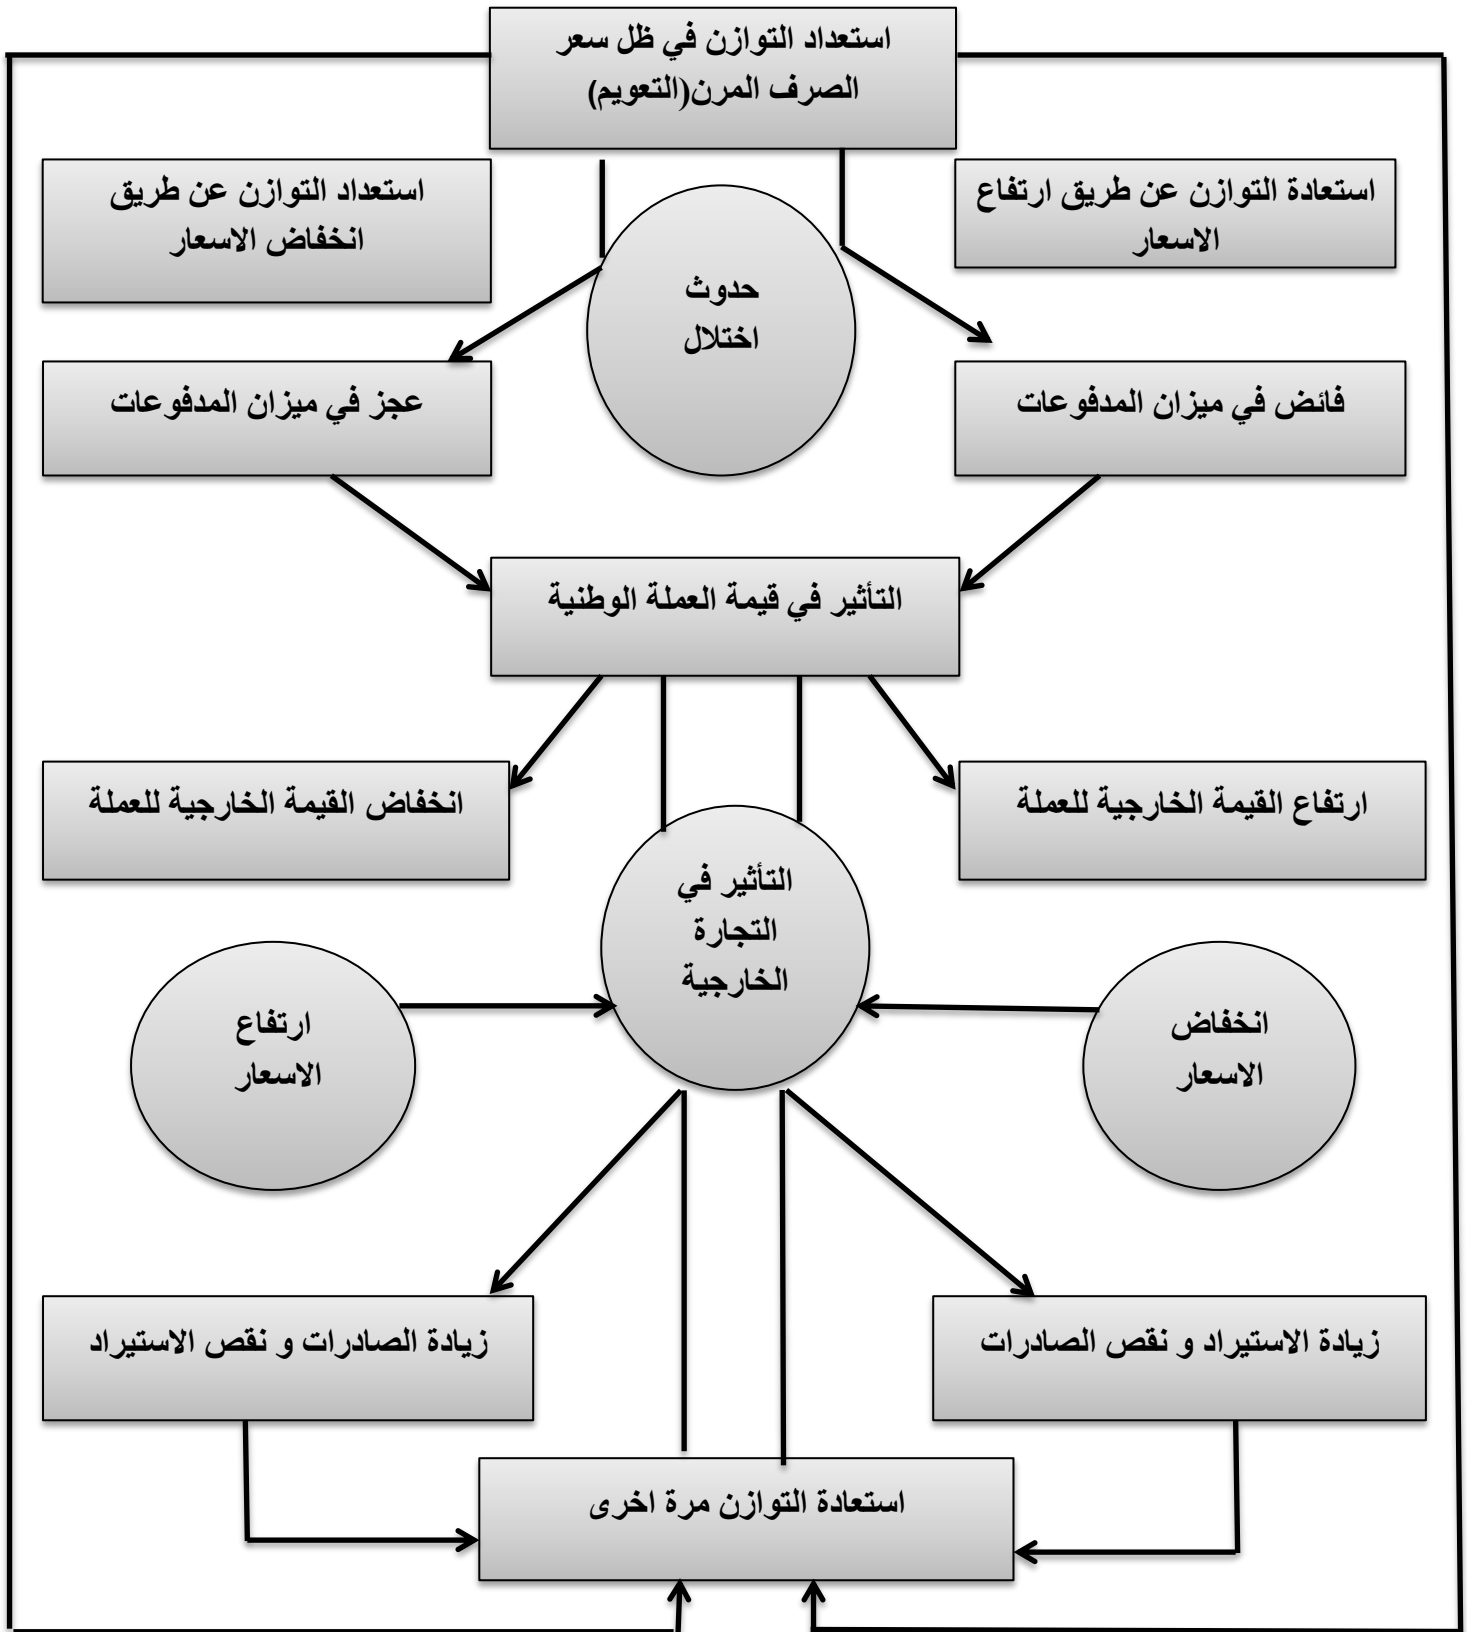 استعداد التوازن في ظل سعر
الصرف المرن(التعويم)
استعادة التوازن عن طريق ارتفاع
الاسعار
استعداد التوازن عن طريق
انخفاض الاسعار
حدوث
اختلال
فائض في ميزان المدفوعات
عجز في ميزان المدفوعات
التأثير في قيمة العملة الوطنية
ارتفاع القيمة الخارجية للعملة
انخفاض القيمة الخارجية للعملة
التأثير في
التجارة
الخارجية
انخفاض
الاسعار
ارتفاع
الاسعار
زيادة الاستيراد و نقص الصادرات
زيادة الصادرات و نقص الاستيراد
استعادة التوازن مرة اخرى